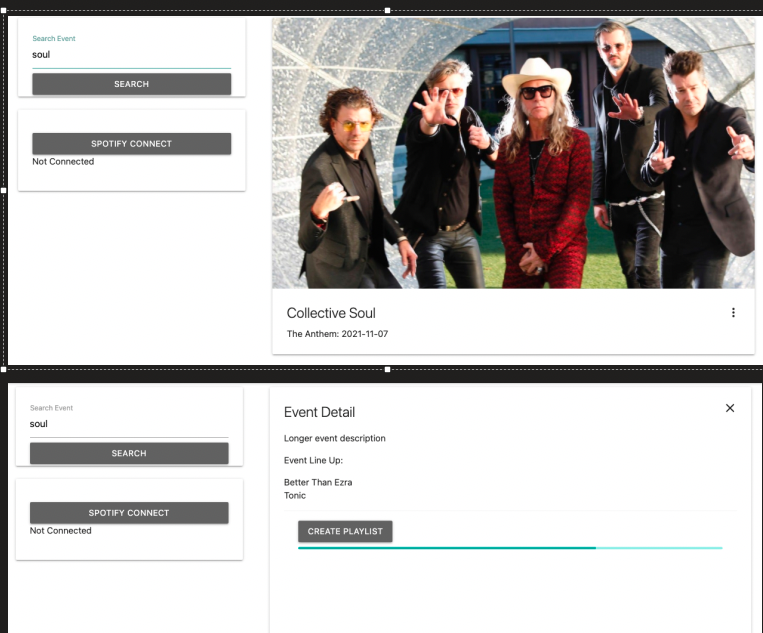 Search Event
soul
SEARCH
SPOTIFY CONNECT
Not Connected
Collective Soul
The Anthem: 2021-11-07
Search Event
soul
SEARCH
SPOTIFY CONNECT
Not Connected
Event Detail
Longer event description
Event Line Up:
Better Than Ezra
Tonic
CREATE PLAYLIST